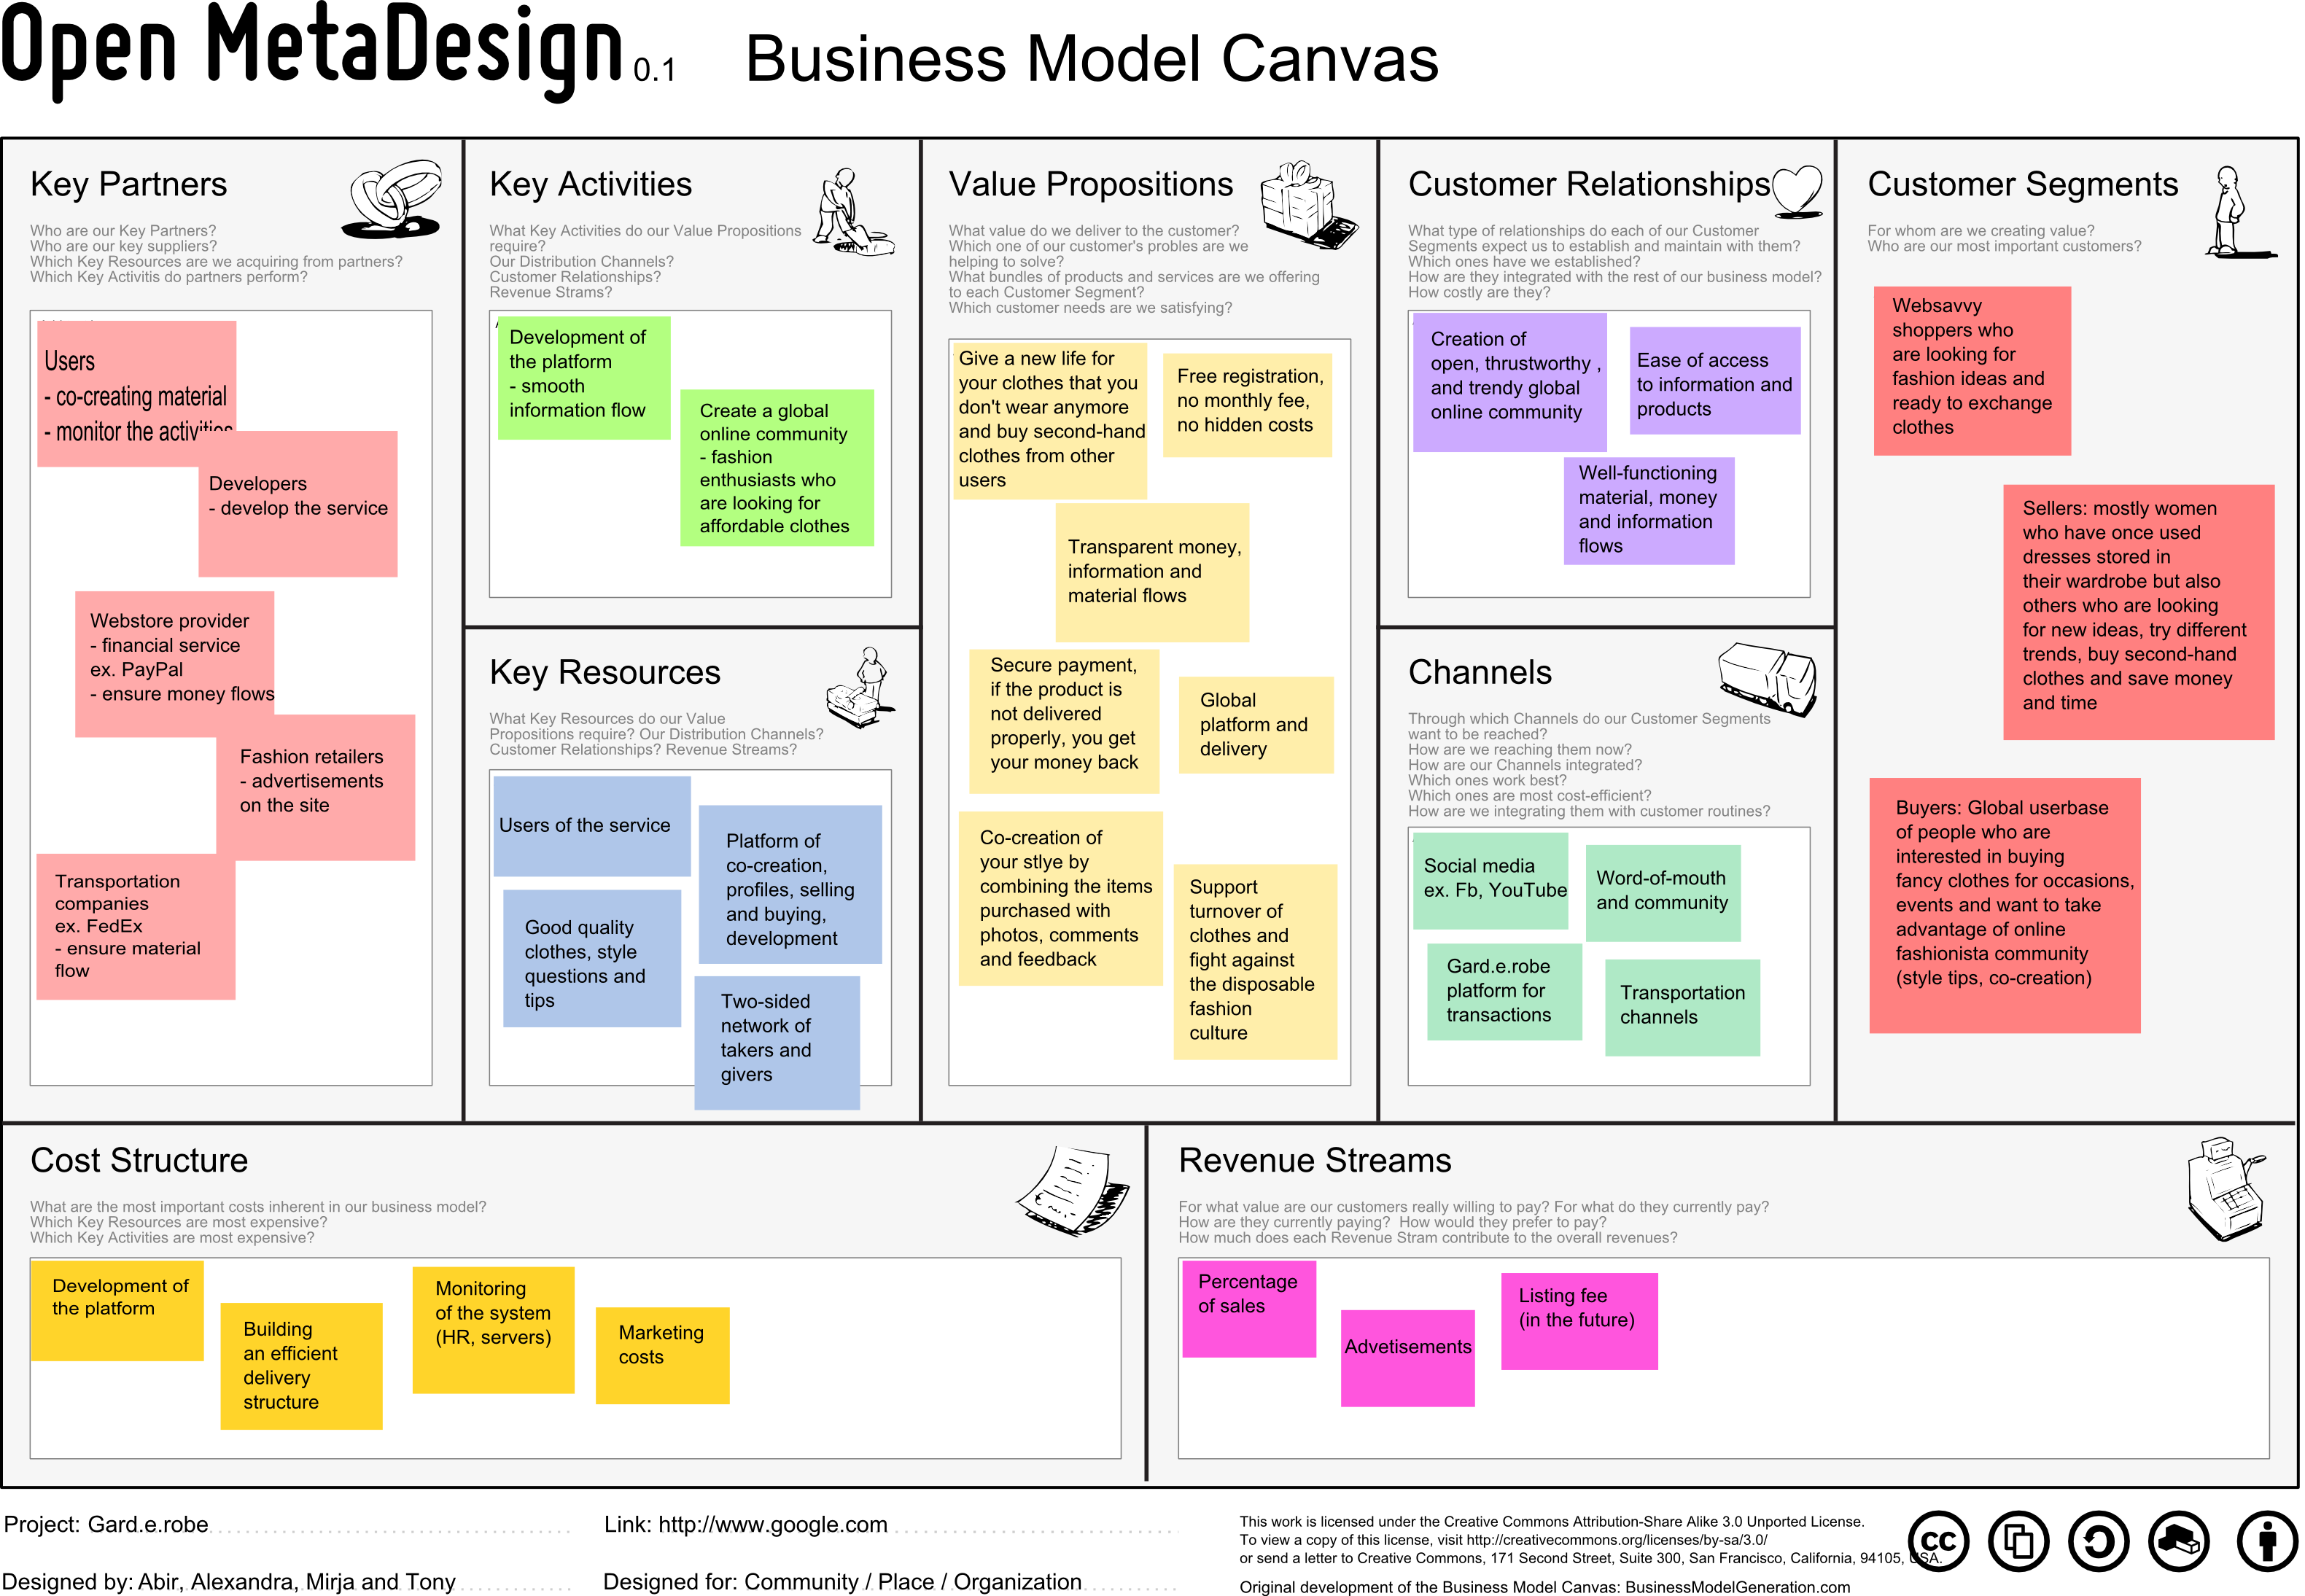 Open MetaDesign 0.1 Business Model Canvas
Key Partners
Who are our Key Partners?
Who are our key suppliers?
Which Key Resources are we acquiring from partners?
Which Key Activitis do partners perform?
Users
- co-creating material
- monitor the activities
Developers
- develop the service
Webstore provider
- financial service
ex. PayPal
- ensure money flows
Fashion retailers
- advertisements
on the site
Transportation
companies
ex. FedEx
- ensure material
flow
Key Activities
What Key Activities do our Value Propositions
require?
Our Distribution Channels?
Customer Relationships?
Revenue Strams?
Development of
the platform
- smooth
information flow
Create a global
online community
- fashion
enthusiasts who
are looking for
affordable clothes
Key Resources
What Key Resources do our Value
Propositions require? Our Distribution Channels?
Customer Relationships? Revenue Streams?
Users of the service
Platform of
co-creation,
profiles, selling
and buying,
development
Good quality
clothes, style
questions and
tips
Two-sided
network of
takers and
givers
Value Propositions
What value do we deliver to the customer?
Which one of our customer's probles are we
helping to solve?
What bundles of products and services are we offering
to each Customer Segment?
Which customer needs are we satisfying?
Give a new life for
your clothes that you
don't wear anymore
and buy second-hand
clothes from other
users
Free registration,
no monthly fee,
no hidden costs
Transparent money,
information and
material flows
Secure payment,
if the product is
not delivered
properly, you get
your money back
Global
platform and
delivery
Co-creation of
your stlye by
combining the items
purchased with
photos, comments
and feedback
Support
turnover of
clothes and
fight against
the disposable
fashion
culture
Customer Relationships
What type of relationships do each of our Customer
Segments expect us to establish and maintain with them?
Which ones have we established?
How are they integrated with the rest of our business model?
How costly are they?
Creation of
open, thrustworthy ,
and trendy global
online community
Ease of access
to information and
products
Well-functioning
material, money
and information
flows
Channels
Through which Channels do our Customer Segments
want to be reached?
How are we reaching them now?
How are our Channels integrated?
Which ones work best?
Which ones are most cost-efficient?
How are we integrating them with customer routines?
Social media
ex. Fb, YouTube
Word-of-mouth
and community
Gard.e.robe
platform for
transactions
Transportation
channels
Customer Segments
For whom are we creating value?
Who are our most important customers?
Websavvy
shoppers who
are looking for
fashion ideas and
ready to exchange
clothes
Sellers: mostly women
who have once used
dresses stored in
their wardrobe but also
others who are looking
for new ideas, try different
trends, buy second-hand
clothes and save money
and time
Buyers: Global userbase
of people who are
interested in buying
fancy clothes for occasions,
events and want to take
advantage of online
fashionista community
(style tips, co-creation)
Cost Structure
What are the most important costs inherent in our business model?
Which Key Resources are most expensive?
Which Key Activities are most expensive?
Development of
the platform
Building
an efficient
delivery
structure
Monitoring
of the system
(HR, servers)
Marketing
costs
Revenue Streams
For what value are our customers really willing to pay? For what do they currently pay?
How are they currently paying? How would they prefer to pay?
How much does each Revenue Stram contribute to the overall revenues?
Percentage
of sales
Advetisements
Listing fee
(in the future)
Project: Gard.e.robe
Link: http://www.google.com
Designed by: Abir, Alexandra, Mirja and Tony
Designed for: Community / Place / Organization
This work is licensed under the Creative Commons Attribution-Share Alike 3.0 Unported License.
To view a copy of this license, visit http://creativecommons.org/licenses/by-sa/3.0/
or send a letter to Creative Commons, 171 Second Street, Suite 300, San Francisco, California, 94105, USA.
Original development of the Business Model Canvas: BusinessModelGeneration.com
cc